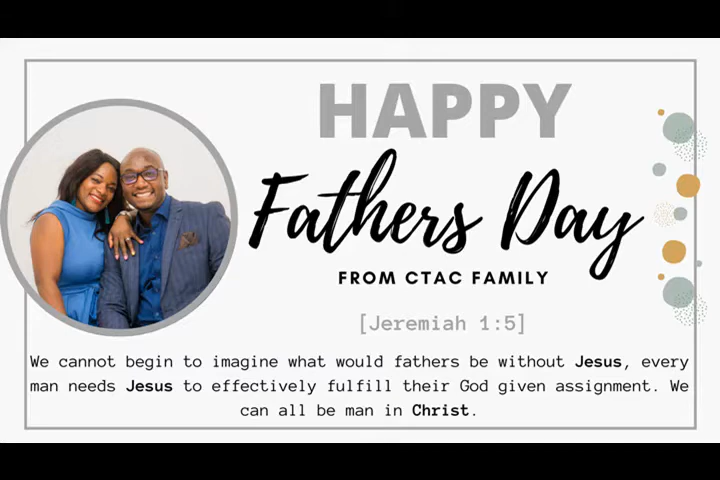 HAPPY
Fathers Day
FROM CTAC FAMILY
[Jeremiah 1:5]
We cannot begin to imagine what would fathers be without Jesus, every
man needs Jesus to effectively fulfill their God given assignment. We
can all be man in Christ.